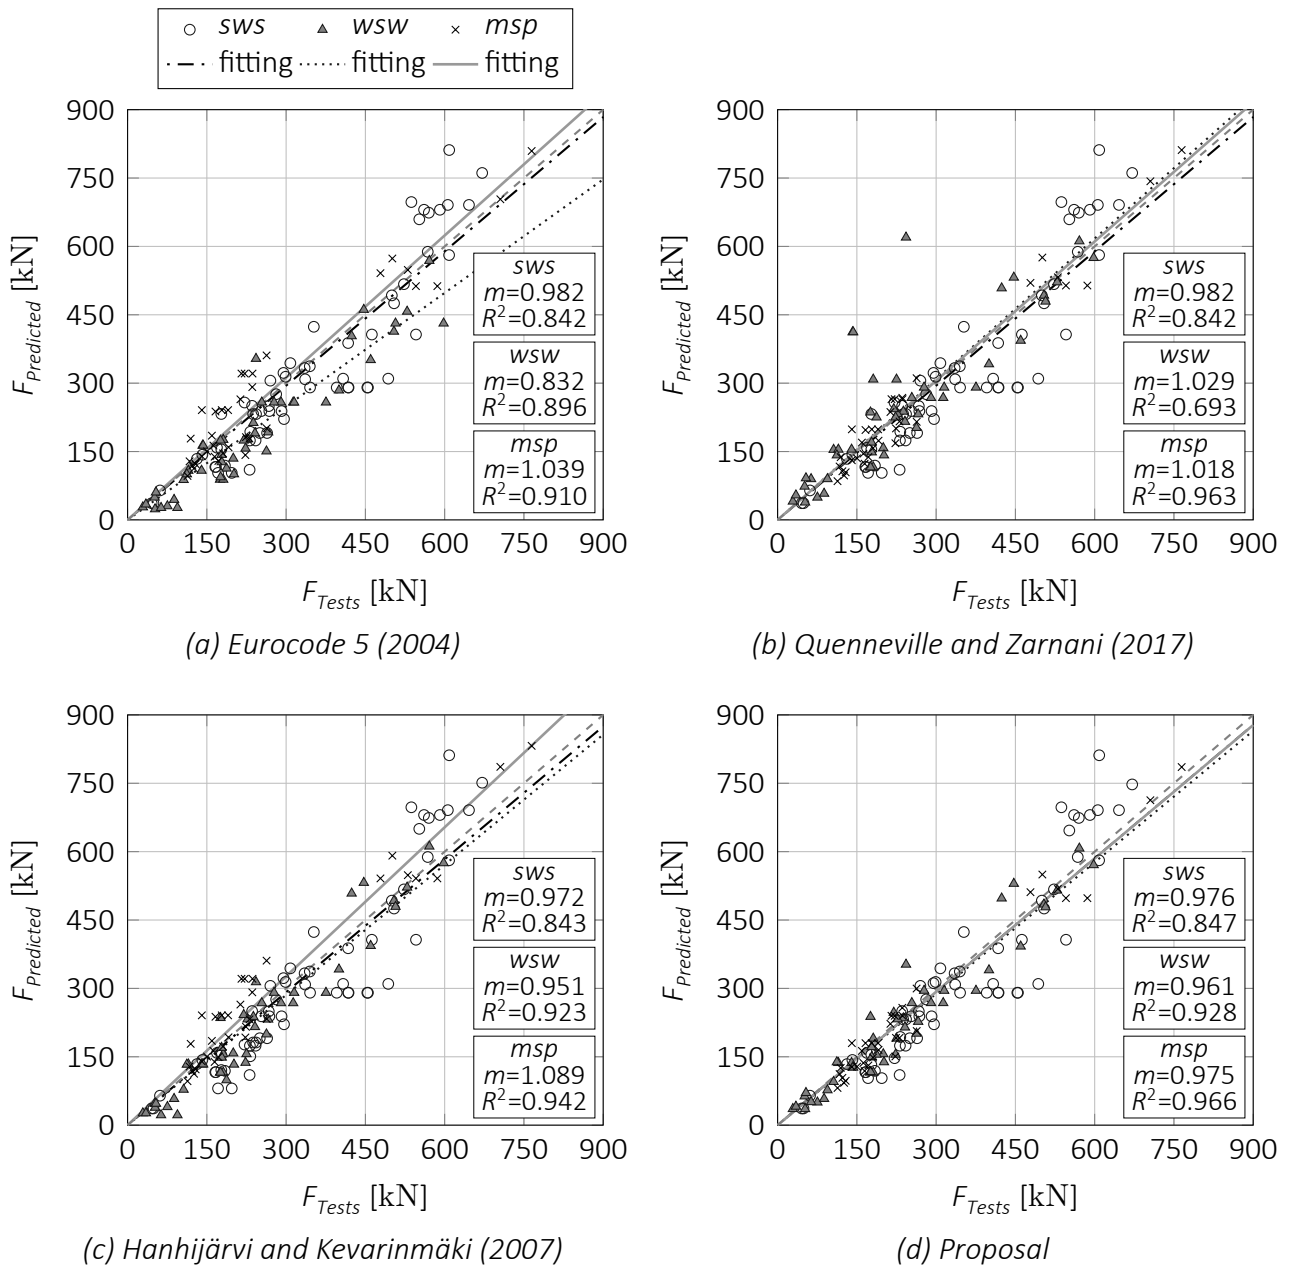 sws wsw msp
fitting fitting fitting
900
750
600
450
300
150
0
F_Predicted [kN]
sws
m=0.982
R²=0.842
wsw
m=0.832
R²=0.896
msp
m=1.039
R²=0.910
0 150 300 450 600 750 900
F_Tests [kN]
(a) Eurocode 5 (2004)
900
750
600
450
300
150
0
F_Predicted [kN]
sws
m=0.982
R²=0.842
wsw
m=1.029
R²=0.693
msp
m=1.018
R²=0.963
0 150 300 450 600 750 900
F_Tests [kN]
(b) Quenneville and Zarnani (2017)
900
750
600
450
300
150
0
F_Predicted [kN]
sws
m=0.972
R²=0.843
wsw
m=0.951
R²=0.923
msp
m=1.089
R²=0.942
0 150 300 450 600 750 900
F_Tests [kN]
(c) Hanhijärvi and Kevarinmäki (2007)
900
750
600
450
300
150
0
F_Predicted [kN]
sws
m=0.976
R²=0.847
wsw
m=0.961
R²=0.928
msp
m=0.975
R²=0.966
0 150 300 450 600 750 900
F_Tests [kN]
(d) Proposal